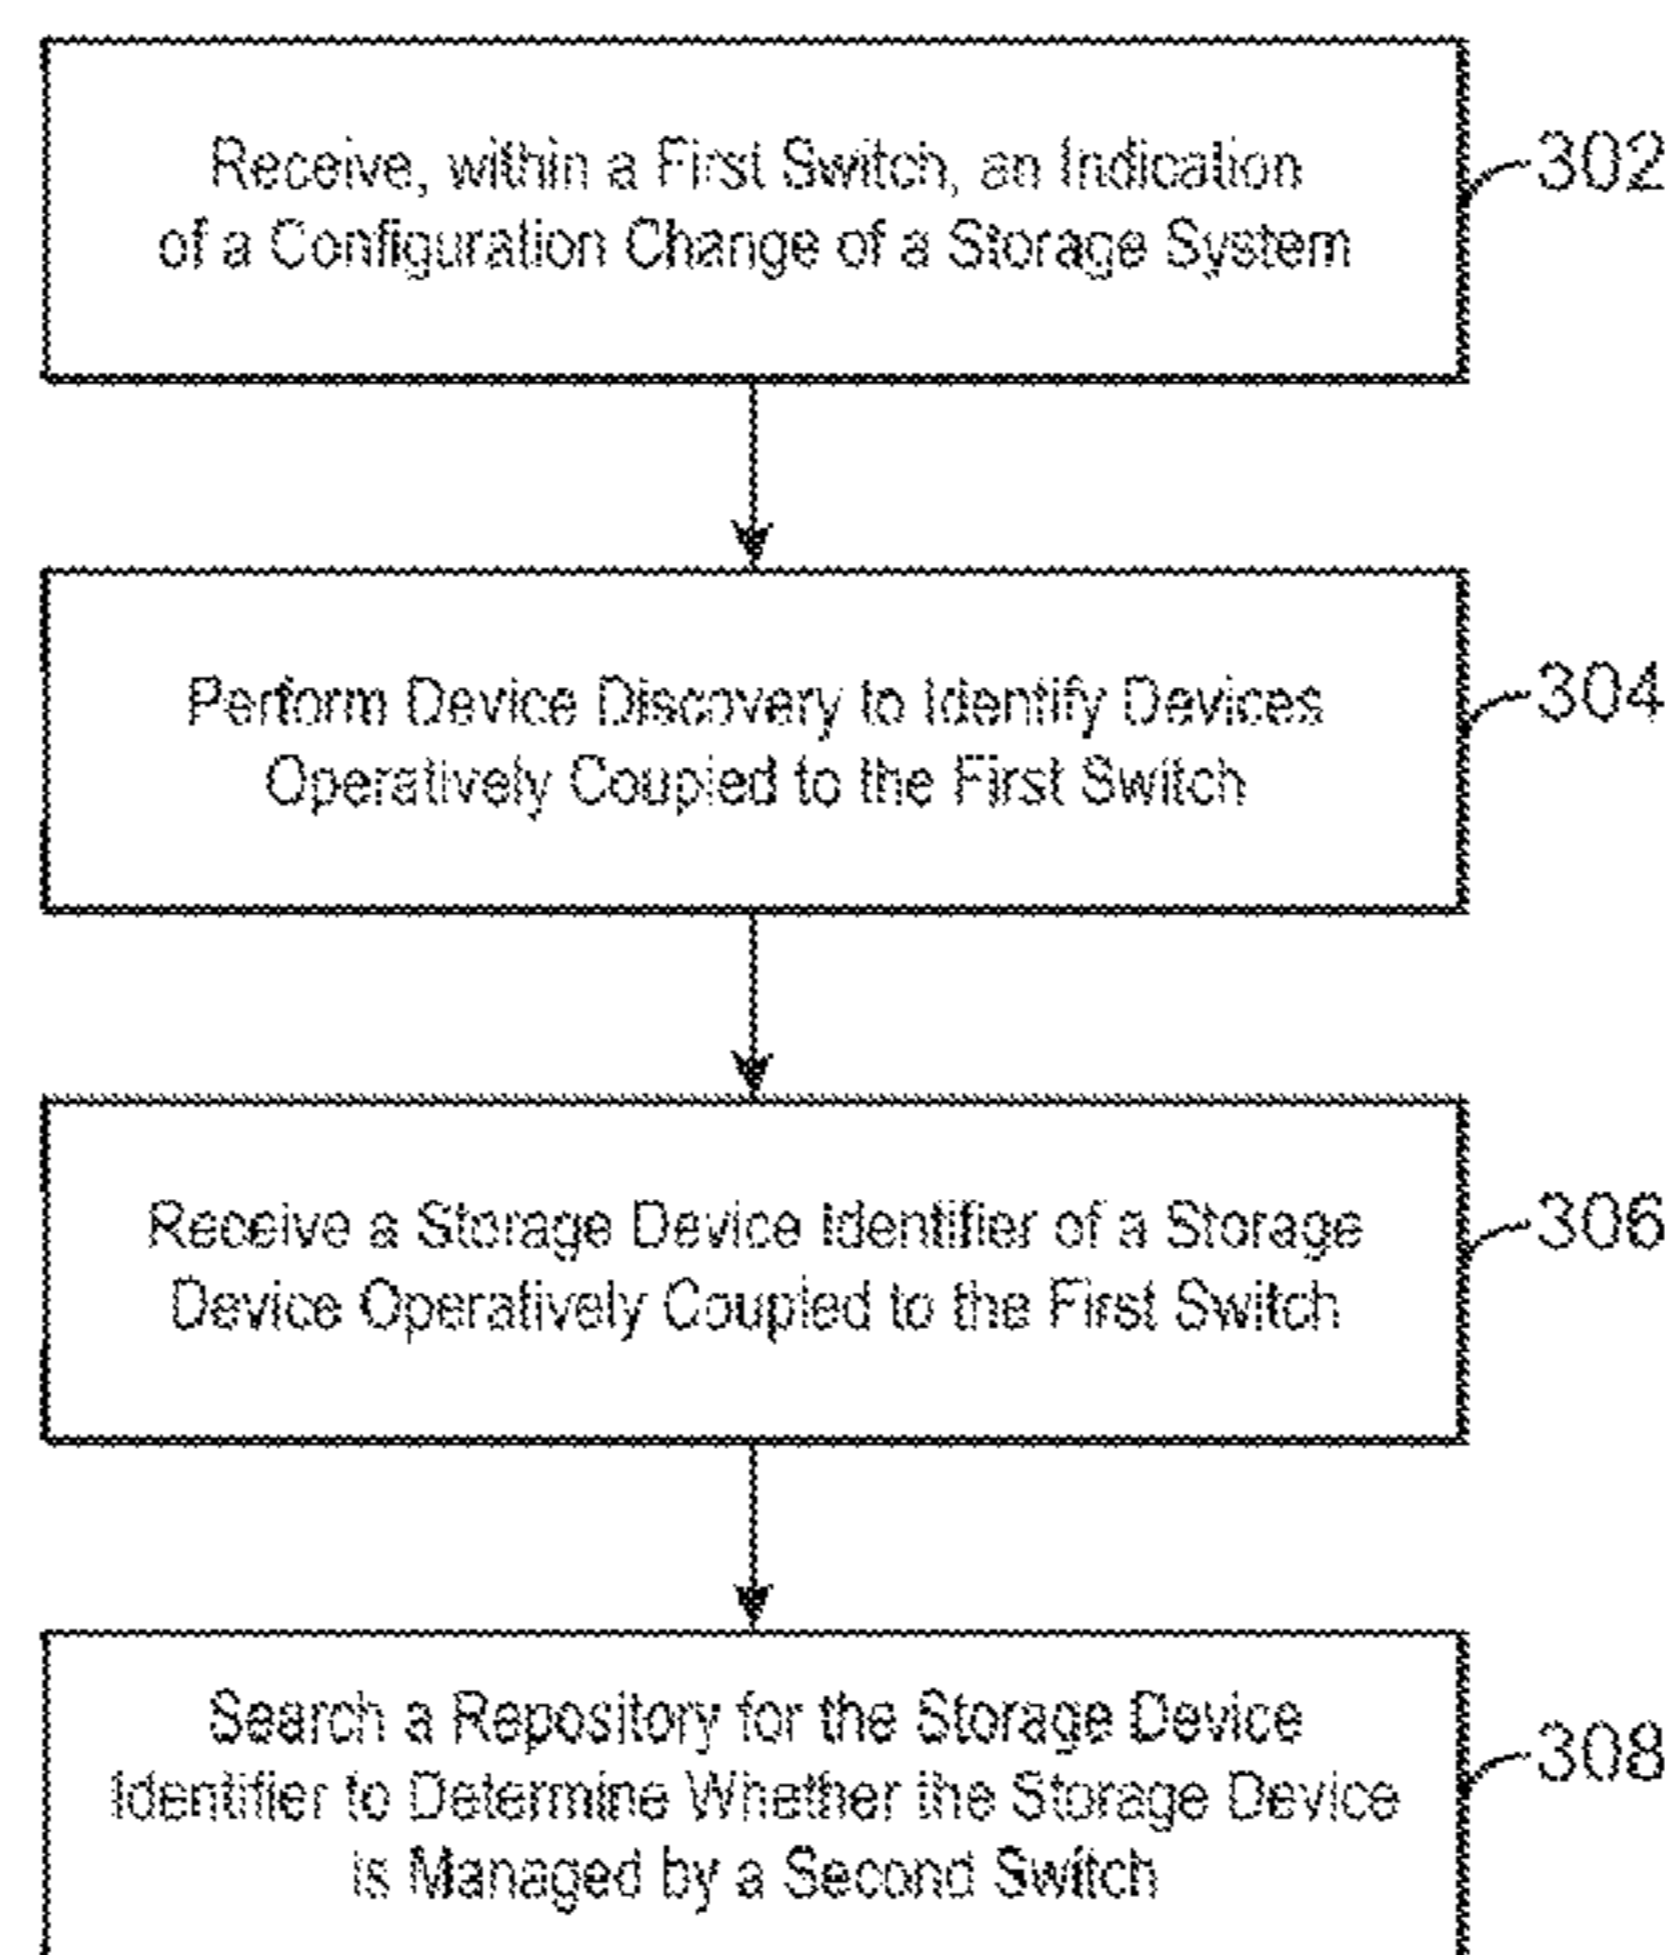 Receive, within a First Switch, an Indication
of a Configuration Change of a Storage System
302
Perform Device Discovery to Identify Devices
Operatively Coupled to the First Switch
304
Receive a Storage Device Identifier of a Storage
Device Operatively Coupled to the First Switch
306
Search a Repository for the Storage Device
Identifier to Determine Whether the Storage Device
is Managed by a Second Switch
308